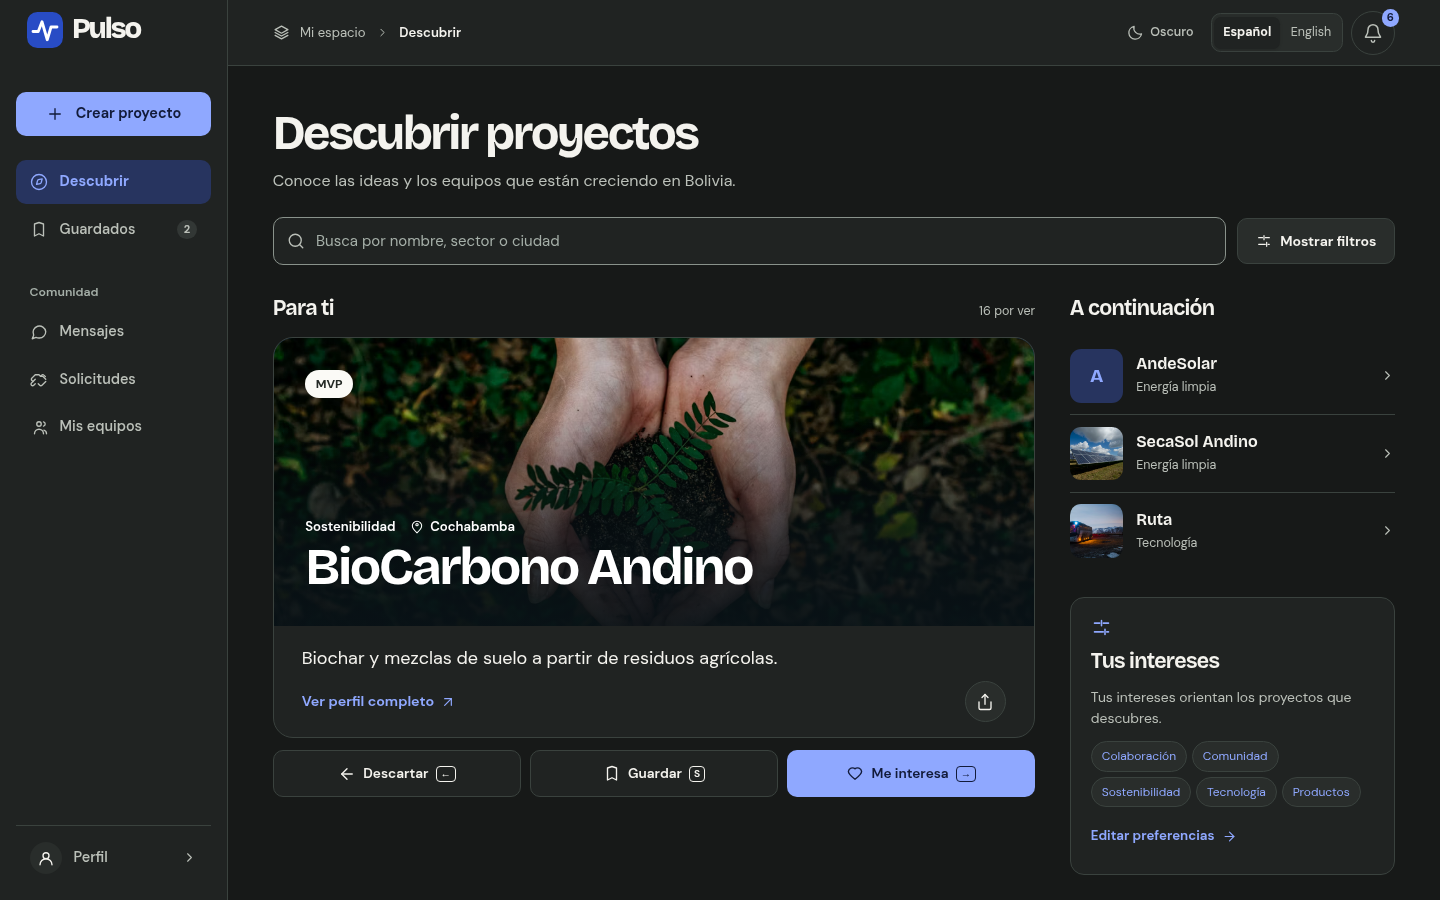 Pulso
Crear proyecto
Descubrir
Guardados 2
Comunidad
Mensajes
Solicitudes
Mis equipos
Perfil
Mi espacio Descubrir
Oscuro
Español English
6
Descubrir proyectos
Conoce las ideas y los equipos que están creciendo en Bolivia.
Busca por nombre, sector o ciudad
Mostrar filtros
Para ti
16 por ver
MVP
Sostenibilidad Cochabamba
BioCarbono Andino
Biochar y mezclas de suelo a partir de residuos agrícolas.
Ver perfil completo
Descartar ←
Guardar S
Me interesa →
A continuación
A
AndeSolar
Energía limpia
SecaSol Andino
Energía limpia
Ruta
Tecnología
Tus intereses
Tus intereses orientan los proyectos que
descubres.
Colaboración Comunidad
Sostenibilidad Tecnología Productos
Editar preferencias